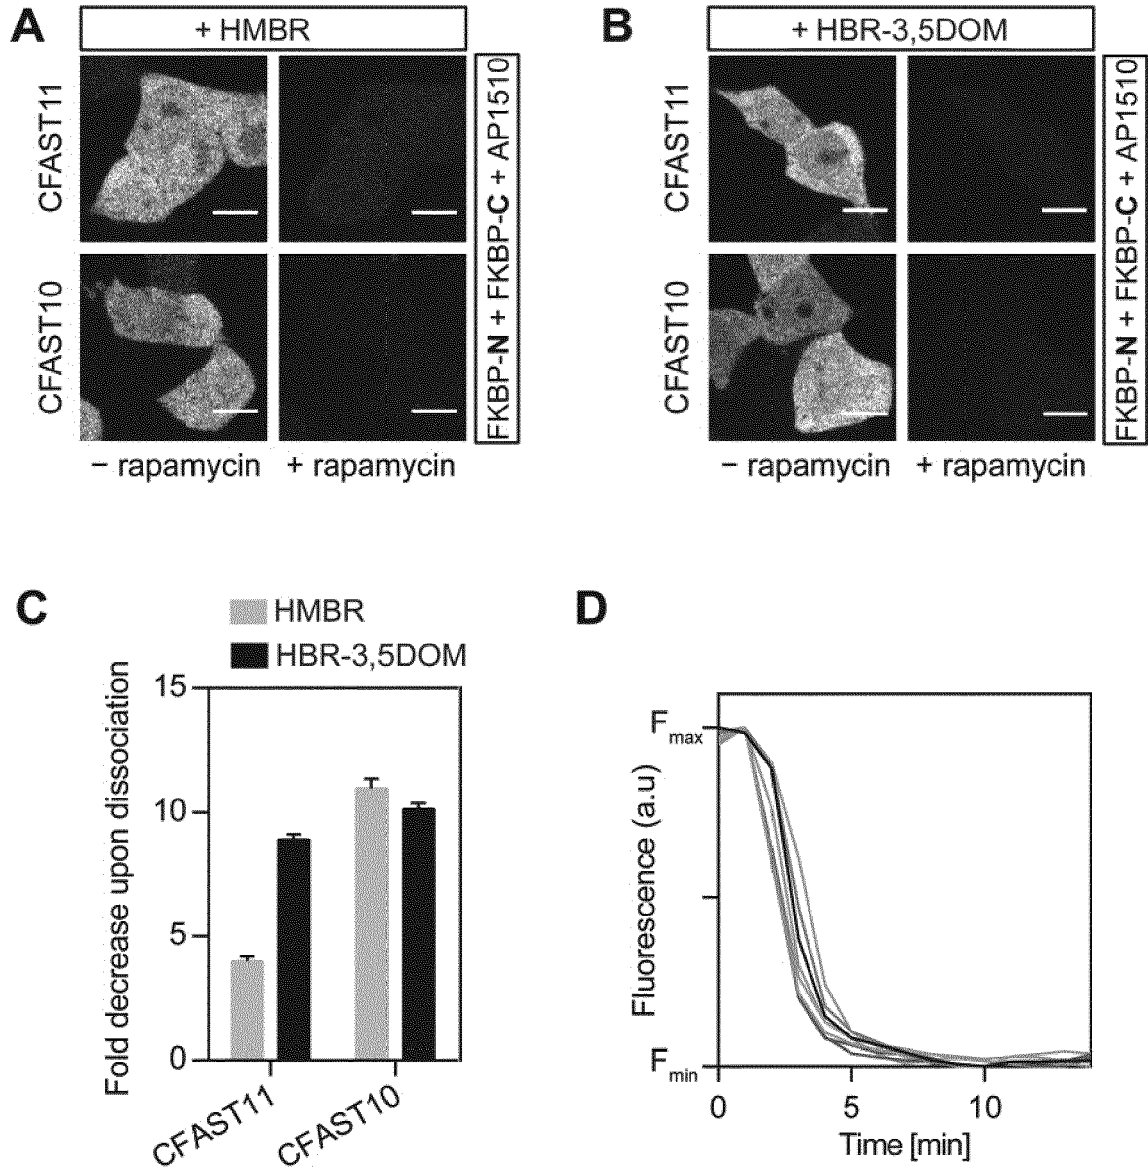 A
+ HMBR
CFAST11
CFAST10
− rapamycin
+ rapamycin
FKBP-N + FKBP-C + AP1510
B
+ HBR-3,5DOM
CFAST11
CFAST10
− rapamycin
+ rapamycin
FKBP-N + FKBP-C + AP1510
C
HMBR
HBR-3,5DOM
Fold decrease upon dissociation
15
10
5
0
CFAST11
CFAST10
D
Fluorescence (a.u)
Fmax
Fmin
0
5
10
Time [min]